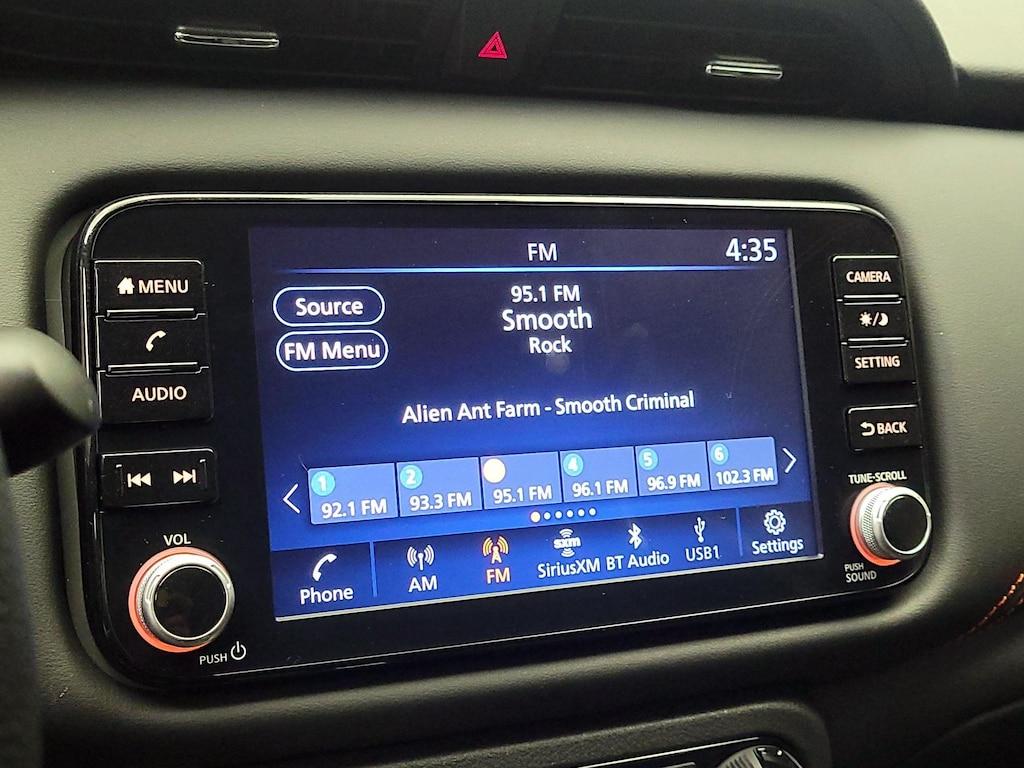 FM
4:35
MENU
AUDIO
VOL
PUSH
Source
FM Menu
95.1 FM
Smooth
Rock
Alien Ant Farm - Smooth Criminal
1
92.1 FM
2
93.3 FM
95.1 FM
4
96.1 FM
5
96.9 FM
6
102.3 FM
Phone
AM
FM
sxm
SiriusXM
BT Audio
USB1
Settings
CAMERA
SETTING
BACK
TUNE-SCROLL
PUSH
SOUND